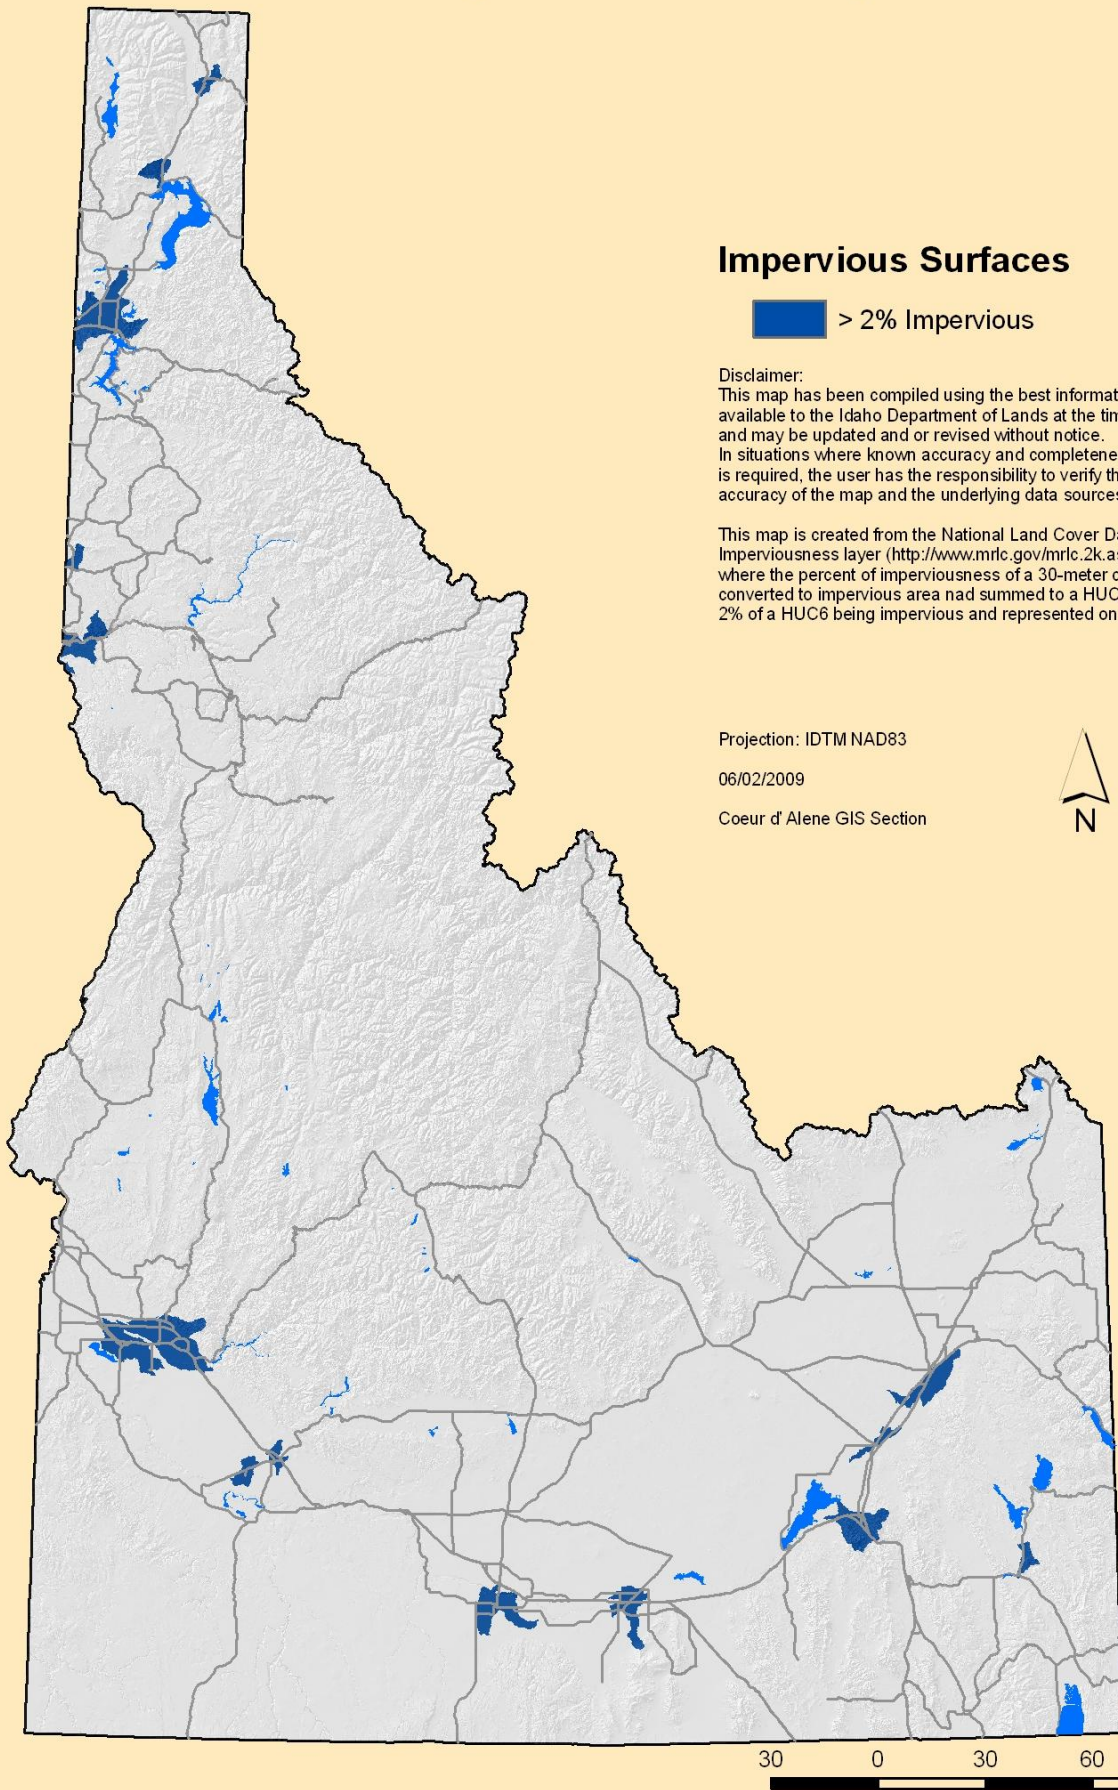 Impervious Surfaces
> 2% Impervious
Disclaimer:
This map has been compiled using the best informat
available to the Idaho Department of Lands at the tim
and may be updated and or revised without notice.
In situations where known accuracy and completene
is required, the user has the responsibility to verify th
accuracy of the map and the underlying data sources
This map is created from the National Land Cover Da
Imperviousness layer (http://www.mrlc.gov/mrlc.2k.a
where the percent of imperviousness of a 30-meter c
converted to impervious area nad summed to a HUC
2% of a HUC6 being impervious and represented on
Projection: IDTM NAD83
06/02/2009
Coeur d' Alene GIS Section
N
30 0 30 60